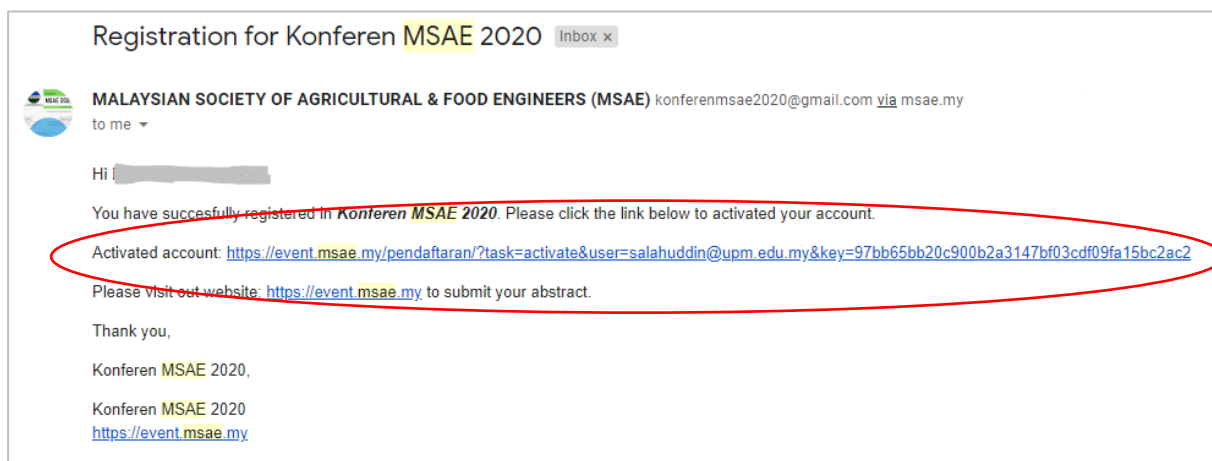 Registration for Konferen MSAE 2020 Inbox x
MALAYSIAN SOCIETY OF AGRICULTURAL & FOOD ENGINEERS (MSAE) konferenmsae2020@gmail.com via msae.my
to me
Hi
You have succesfully registered in Konferen MSAE 2020. Please click the link below to activated your account.
Activated account: https://event.msae.my/pendaftaran/?task=activate&user=salahuddin@upm.edu.my&key=97bb65bb20c900b2a3147bf03cdf09fa15bc2ac2
Please visit out website: https://event.msae.my to submit your abstract.
Thank you,
Konferen MSAE 2020,
Konferen MSAE 2020
https://event.msae.my